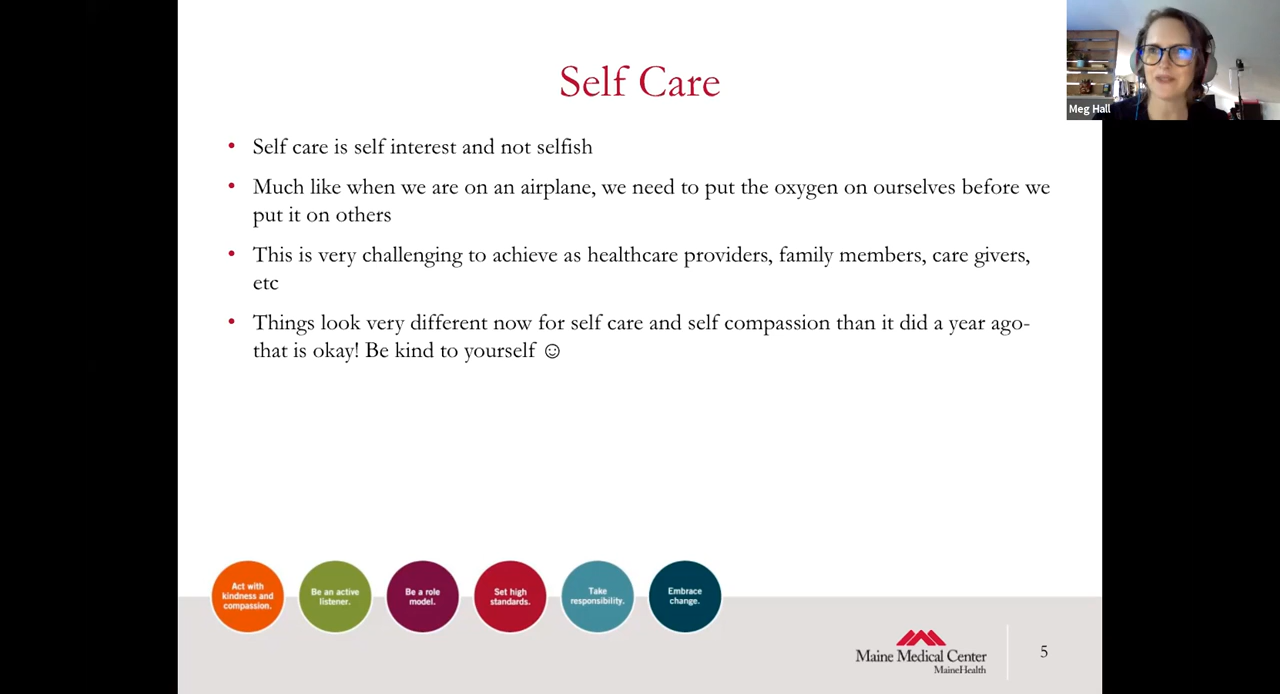 Meg Hall
Self Care
• Self care is self interest and not selfish
• Much like when we are on an airplane, we need to put the oxygen on ourselves before we
put it on others
• This is very challenging to achieve as healthcare providers, family members, care givers,
etc
• Things look very different now for self care and self compassion than it did a year ago-
that is okay! Be kind to yourself ☺
Act with
kindness and
compassion.
Be an active
listener.
Be a role
model.
Set high
standards.
Take
responsibility.
Embrace
change.
Maine Medical Center
MaineHealth
5